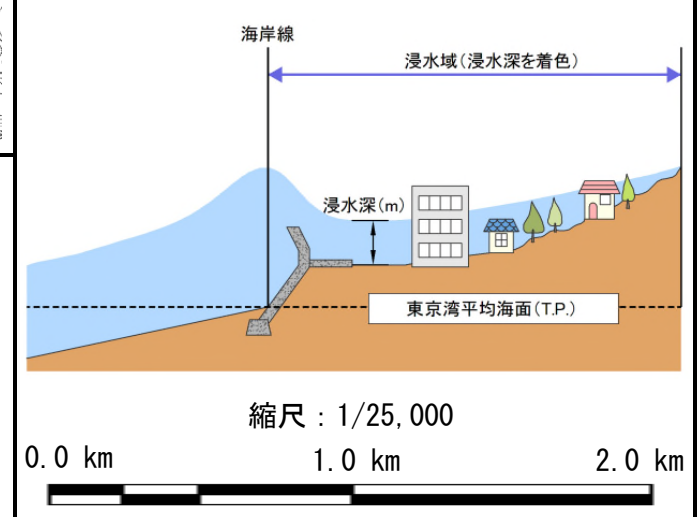 海岸線
浸水域(浸水深を着色)
浸水深(m)
東京湾平均海面(T.P.)
縮尺:1/25,000
0.0 km 1.0 km 2.0 km